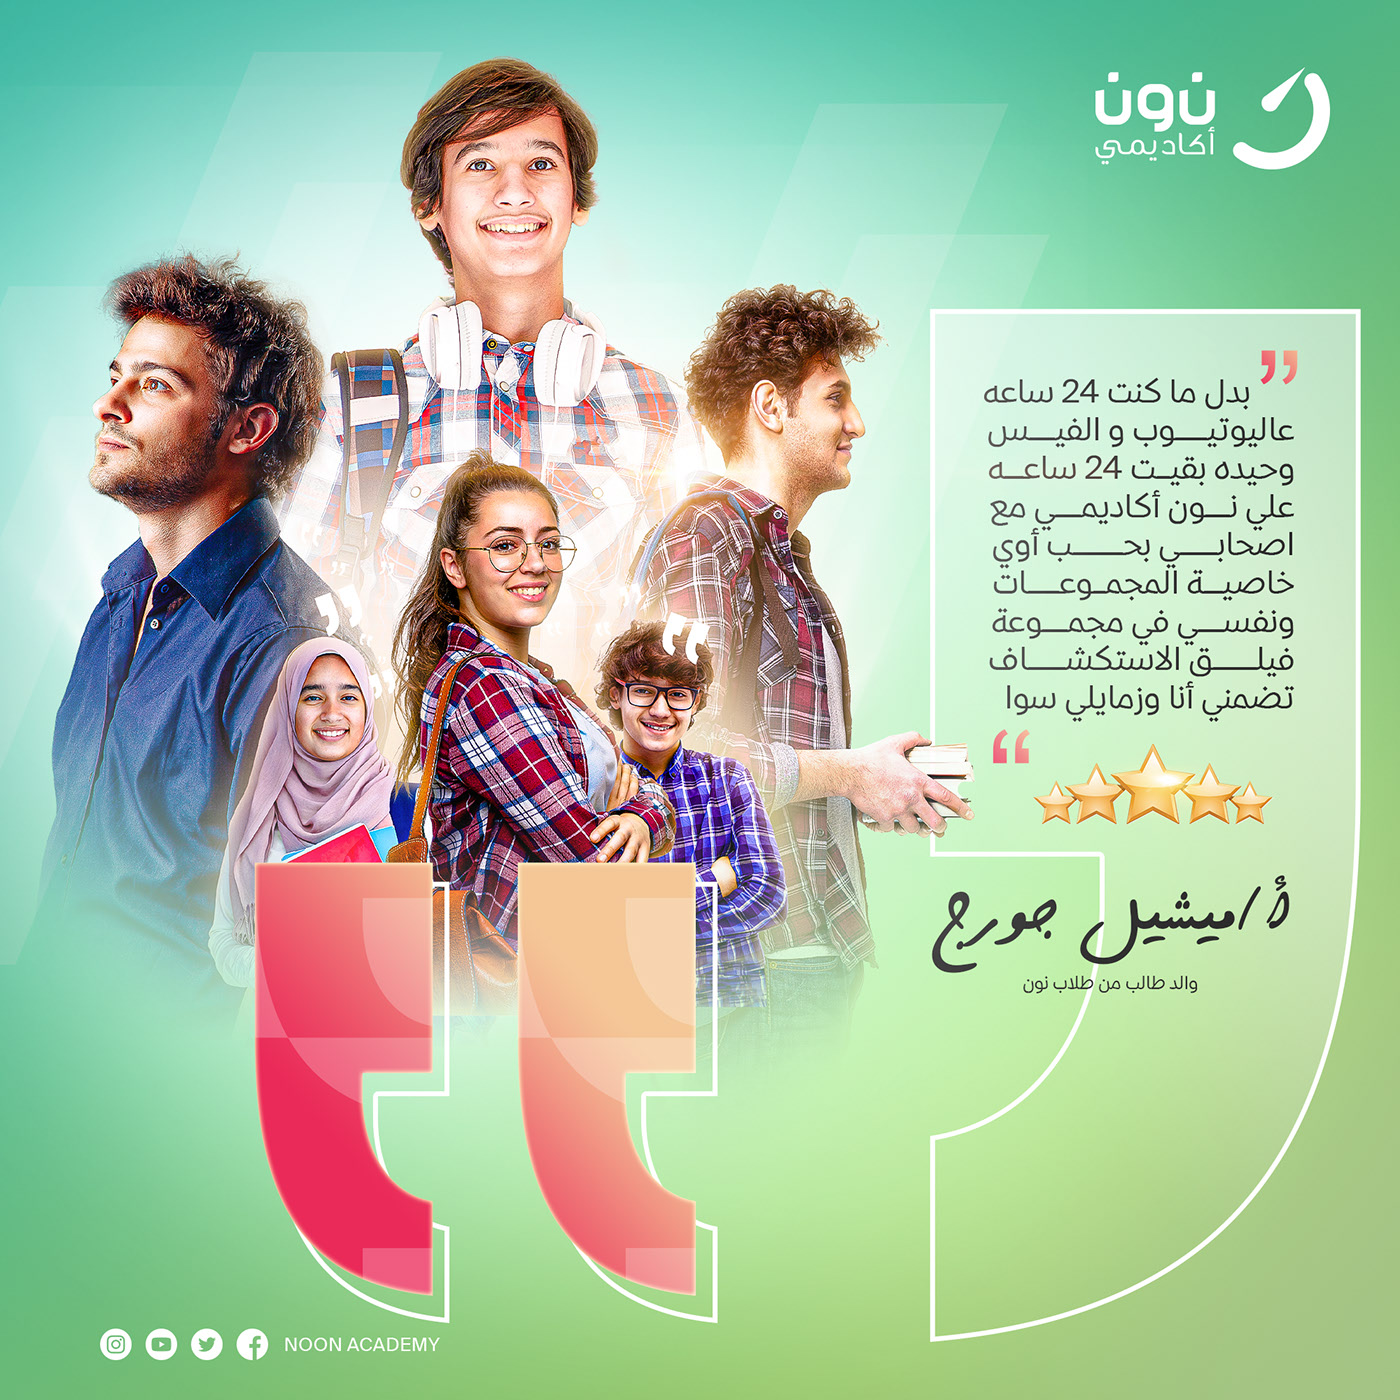 نون
أكاديمي
” بدل ما كنت 24 ساعه
عاليوتيوب و الفيس
وحيده بقيت 24 ساعه
علي نون أكاديمي مع
اصحابي بحب أوي
خاصية المجموعات
ونفسي في مجموعة
فيلق الاستكشاف
تضمني أنا وزمايلي سوا
“
أ/ميشيل جورج
والد طالب من طلاب نون
NOON ACADEMY